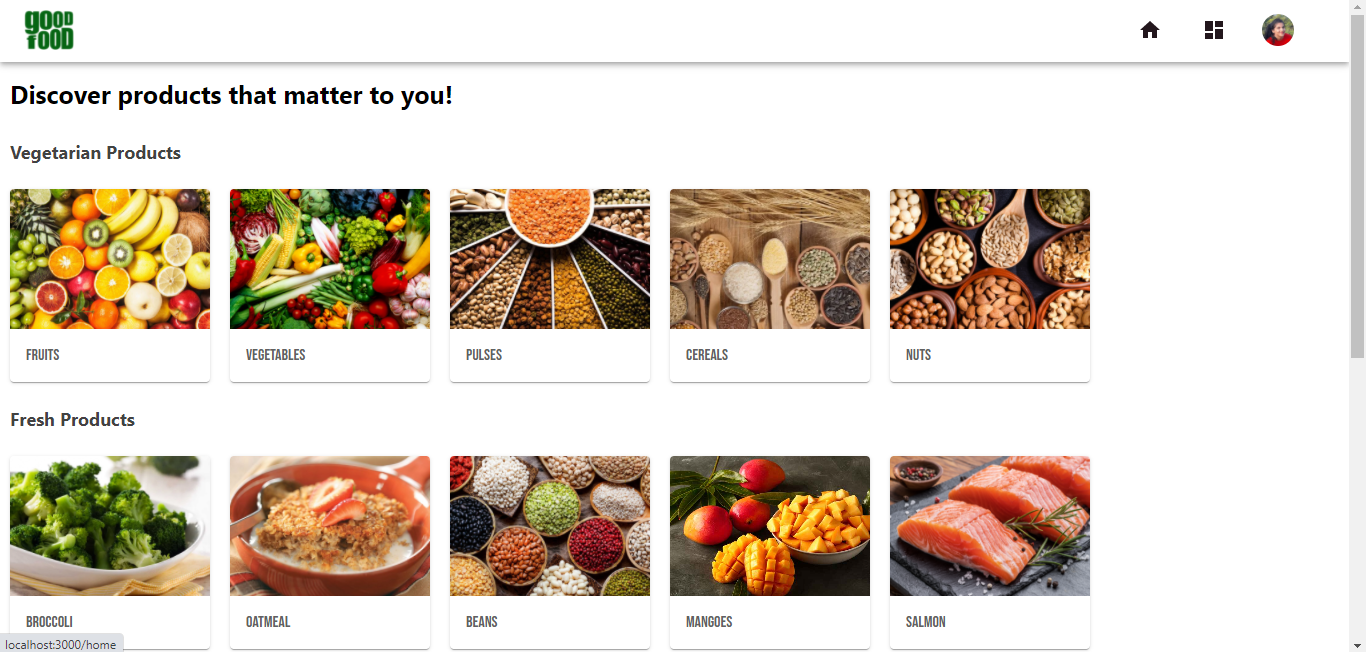 good
food
Discover products that matter to you!
Vegetarian Products
FRUITS
VEGETABLES
PULSES
CEREALS
NUTS
Fresh Products
BROCCOLI
OATMEAL
BEANS
MANGOES
SALMON
localhost:3000/home